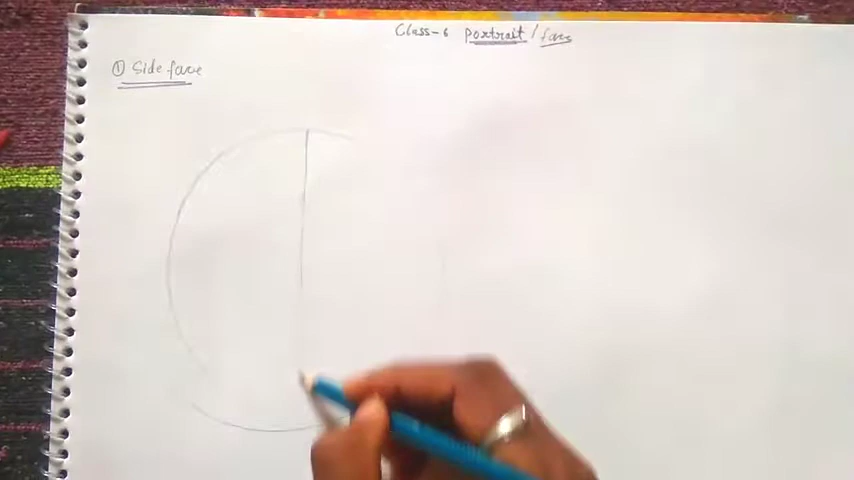 Class-6 portrait / face
① Side face